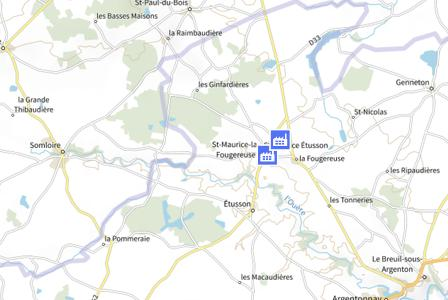 St-Paul-du-Bois
les Basses Maisons
la Raimbaudière
D33
les Ginfardières
Genneton
la Grande
Thibaudière
St-Nicolas
Somloire
St-Maurice-la-
Fougereuse
ce Étusson
la Fougereuse
les Ripaudières
l'Ouère
Étusson
les Tonneries
la Pommeraie
Le Breuil-sous-
Argenton
les Macaudières
Argentonnay